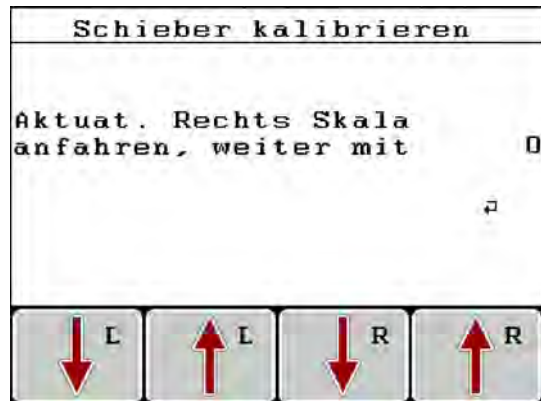 Schieber kalibrieren
Aktuat. Rechts Skala
anfahren, weiter mit 0
↵
L L R R